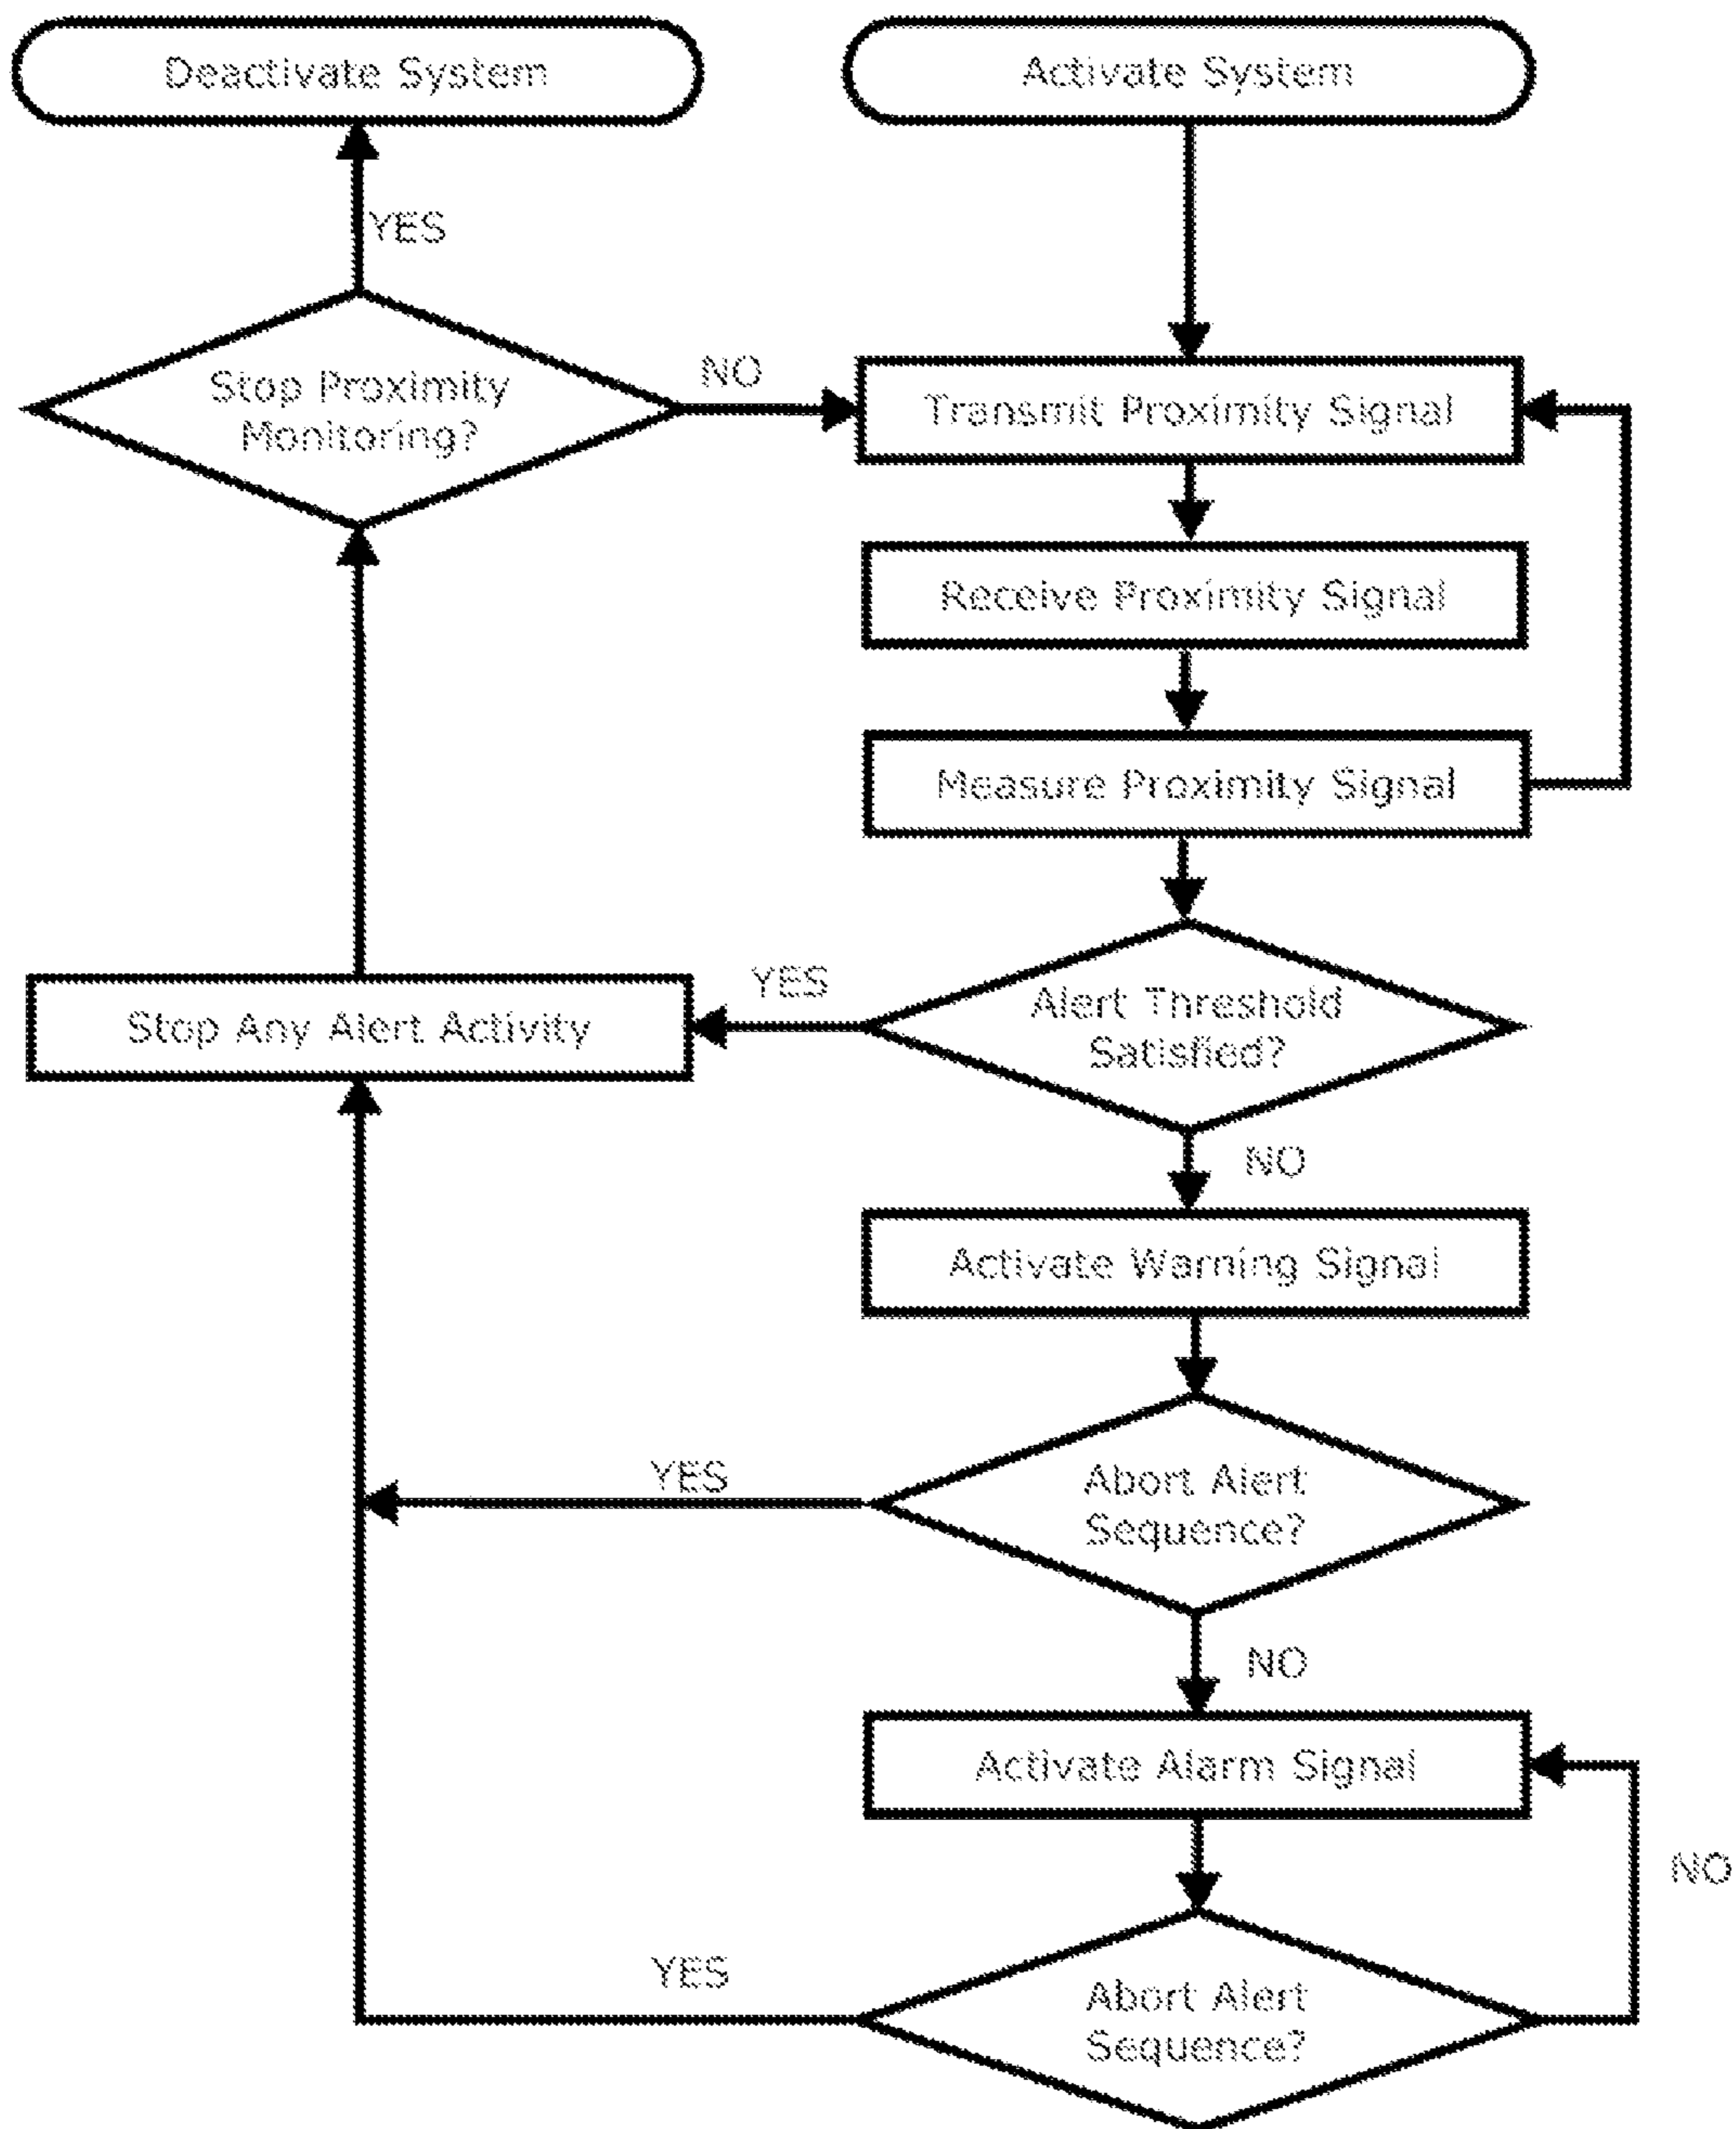 Deactivate System
Activate System
YES
Stop Proximity
Monitoring?
NO
Transmit Proximity Signal
Receive Proximity Signal
Measure Proximity Signal
Stop Any Alert Activity
YES
Alert Threshold
Satisfied?
NO
Activate Warning Signal
YES
Abort Alert
Sequence?
NO
Activate Alarm Signal
NO
YES
Abort Alert
Sequence?